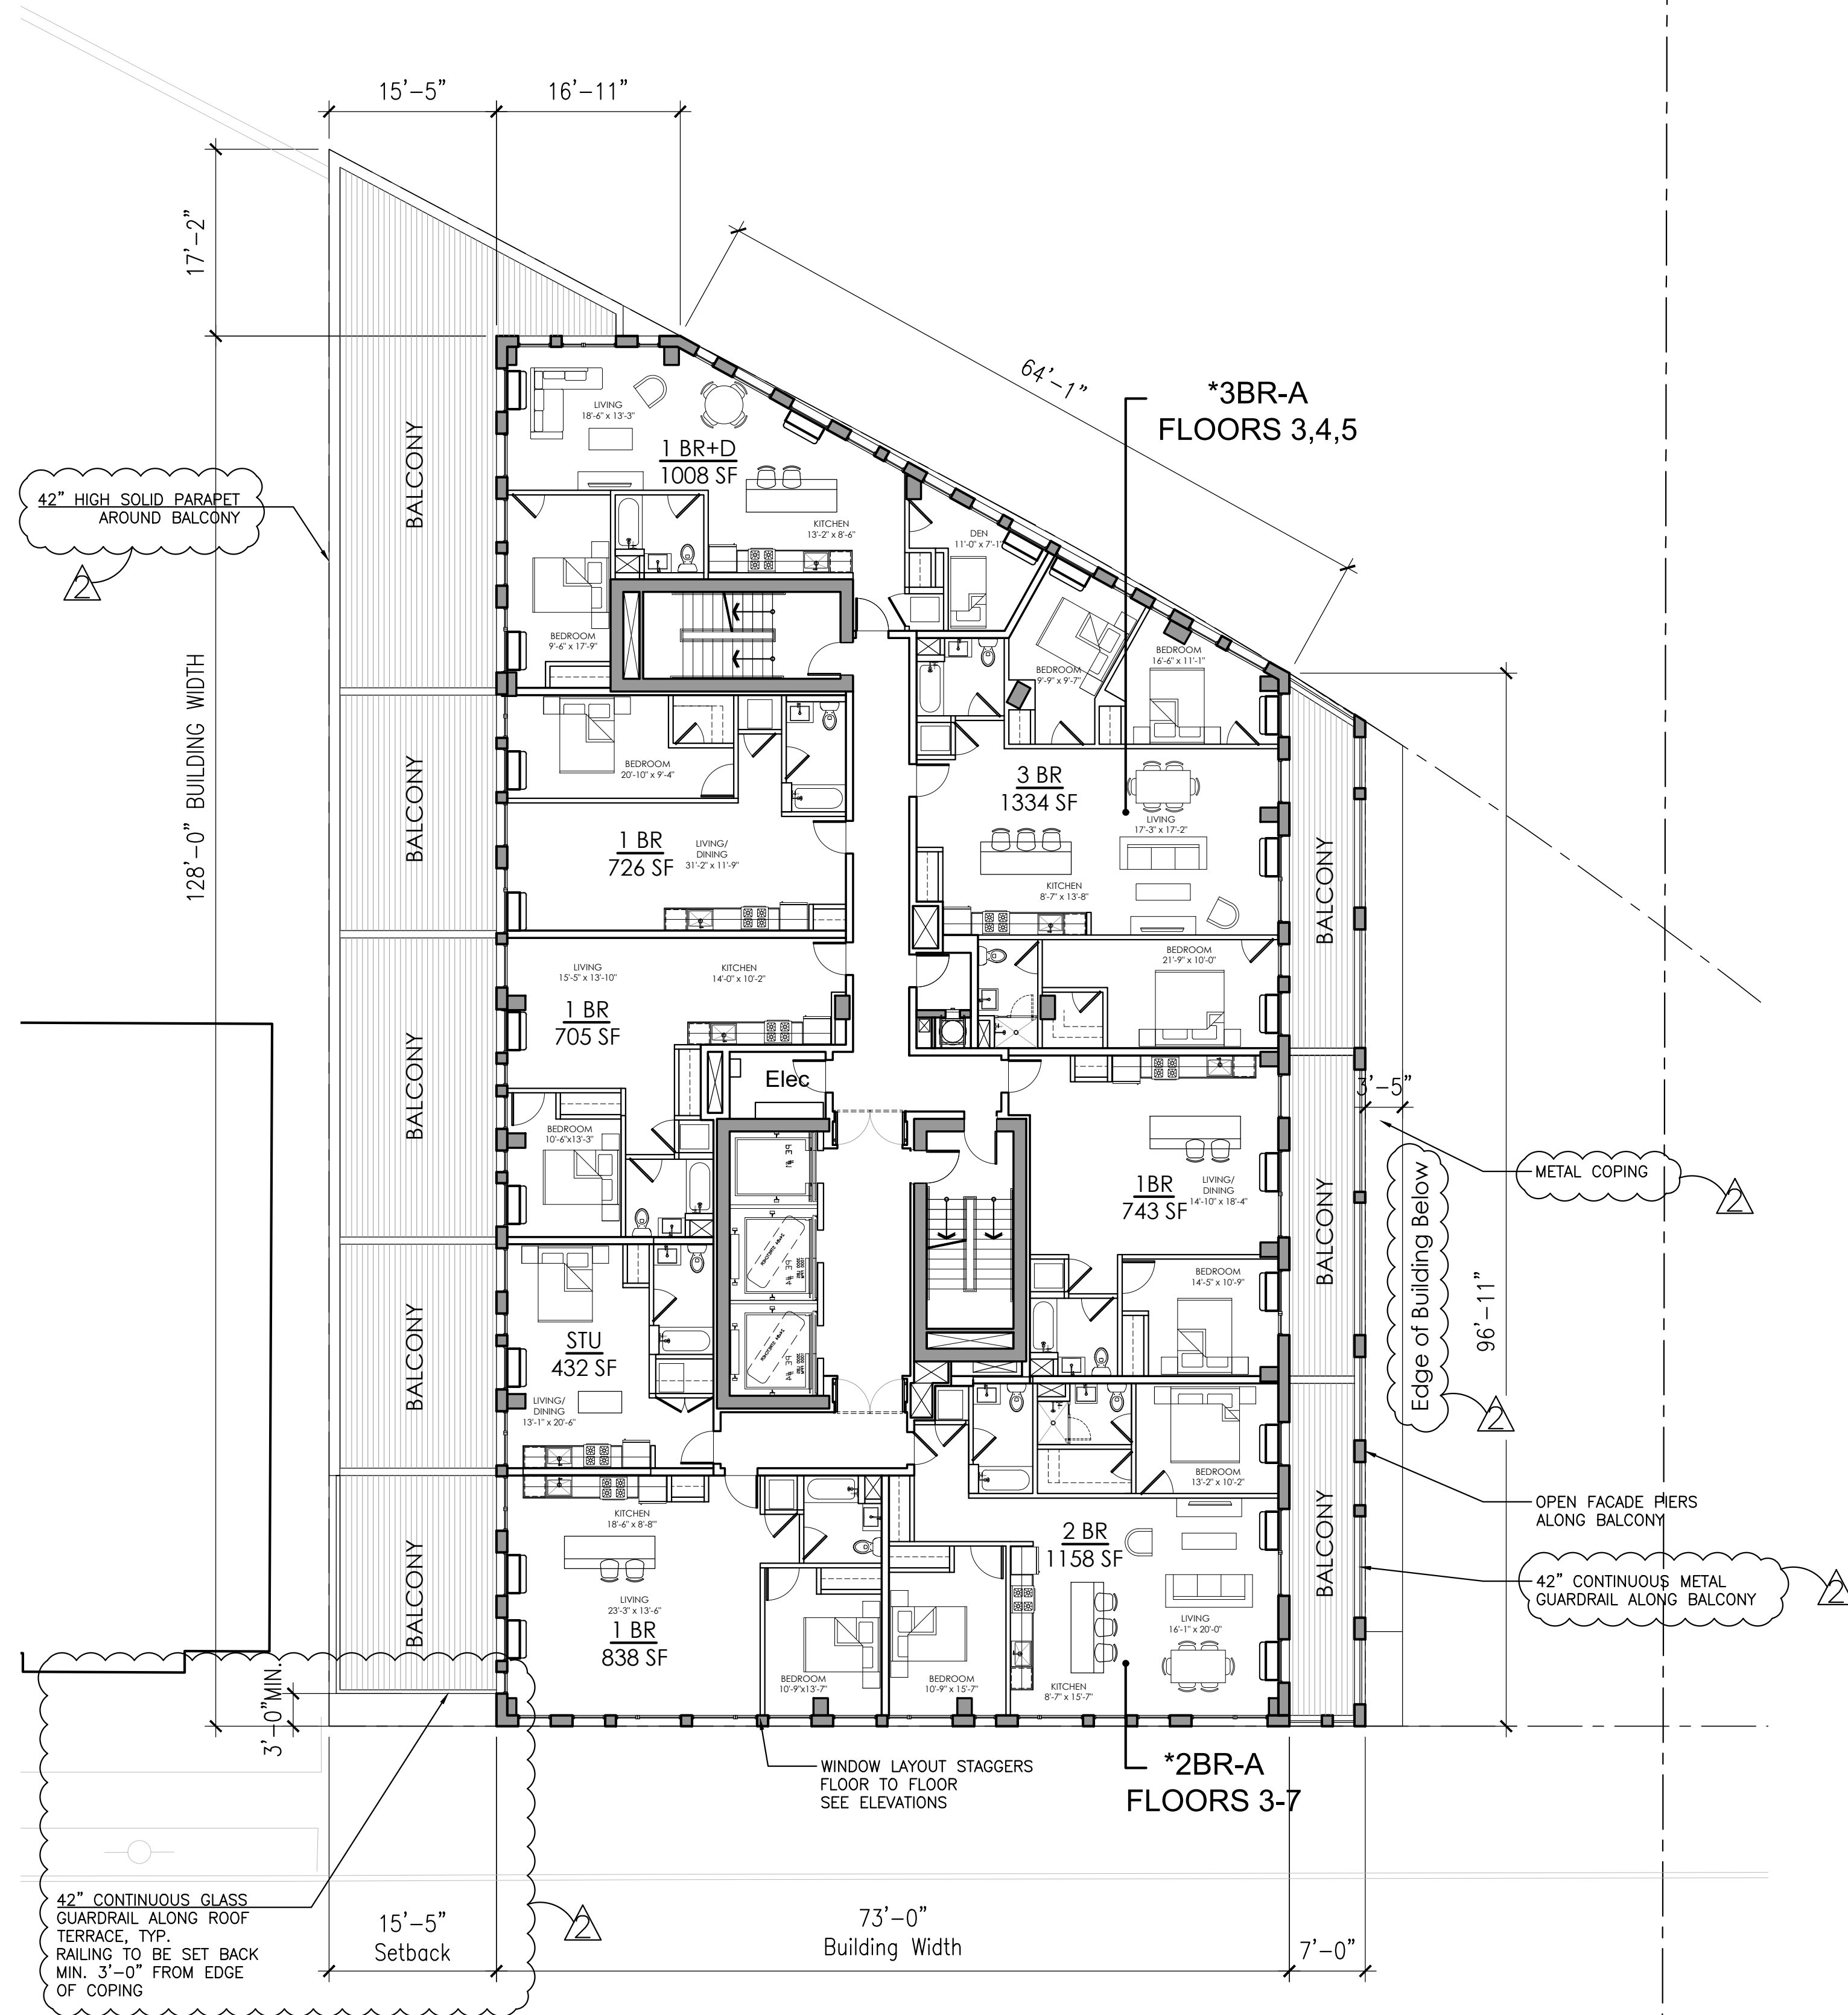 15'-5"
16'-11"
17'-2"
64'-1"
*3BR-A
FLOORS 3,4,5
LIVING
18'-6" x 13'-3"
1 BR+D
1008 SF
BALCONY
42" HIGH SOLID PARAPET
AROUND BALCONY
2
KITCHEN
13'-2" x 8'-6"
DEN
11'-0" x 7'-1"
BEDROOM
9'-6" x 17'-9"
BEDROOM
9'-9" x 9'-7"
BEDROOM
16'-6" x 11'-1"
128'-0" BUILDING WIDTH
BEDROOM
20'-10" x 9'-4"
BALCONY
1 BR
726 SF
LIVING/
DINING
31'-2" x 11'-9"
3 BR
1334 SF
LIVING
17'-3" x 17'-2"
KITCHEN
8'-7" x 13'-8"
BALCONY
LIVING
15'-5" x 13'-10"
KITCHEN
14'-0" x 10'-2"
1 BR
705 SF
BEDROOM
21'-9" x 10'-0"
BALCONY
Elec
3'-5"
BEDROOM
10'-6"x13'-3"
1BR
743 SF
LIVING/
DINING
14'-10" x 18'-4"
BALCONY
METAL COPING
2
Edge of Building Below
2
96'-11"
BEDROOM
14'-5" x 10'-9"
STU
432 SF
BALCONY
LIVING/
DINING
13'-1" x 20'-6"
BEDROOM
13'-2" x 10'-2"
OPEN FACADE PIERS
ALONG BALCONY
KITCHEN
18'-6" x 8'-8"
2 BR
1158 SF
BALCONY
BALCONY
42" CONTINUOUS METAL
GUARDRAIL ALONG BALCONY
2
LIVING
23'-3" x 13'-6"
1 BR
838 SF
LIVING
16'-1" x 20'-0"
BEDROOM
10'-9"x13'-7"
BEDROOM
10'-9" x 15'-7"
KITCHEN
8'-7" x 15'-7"
3'-0"MIN.
WINDOW LAYOUT STAGGERS
FLOOR TO FLOOR
SEE ELEVATIONS
*2BR-A
FLOORS 3-7
42" CONTINUOUS GLASS
GUARDRAIL ALONG ROOF
TERRACE, TYP.
RAILING TO BE SET BACK
MIN. 3'-0" FROM EDGE
OF COPING
2
15'-5"
Setback
73'-0"
Building Width
7'-0"